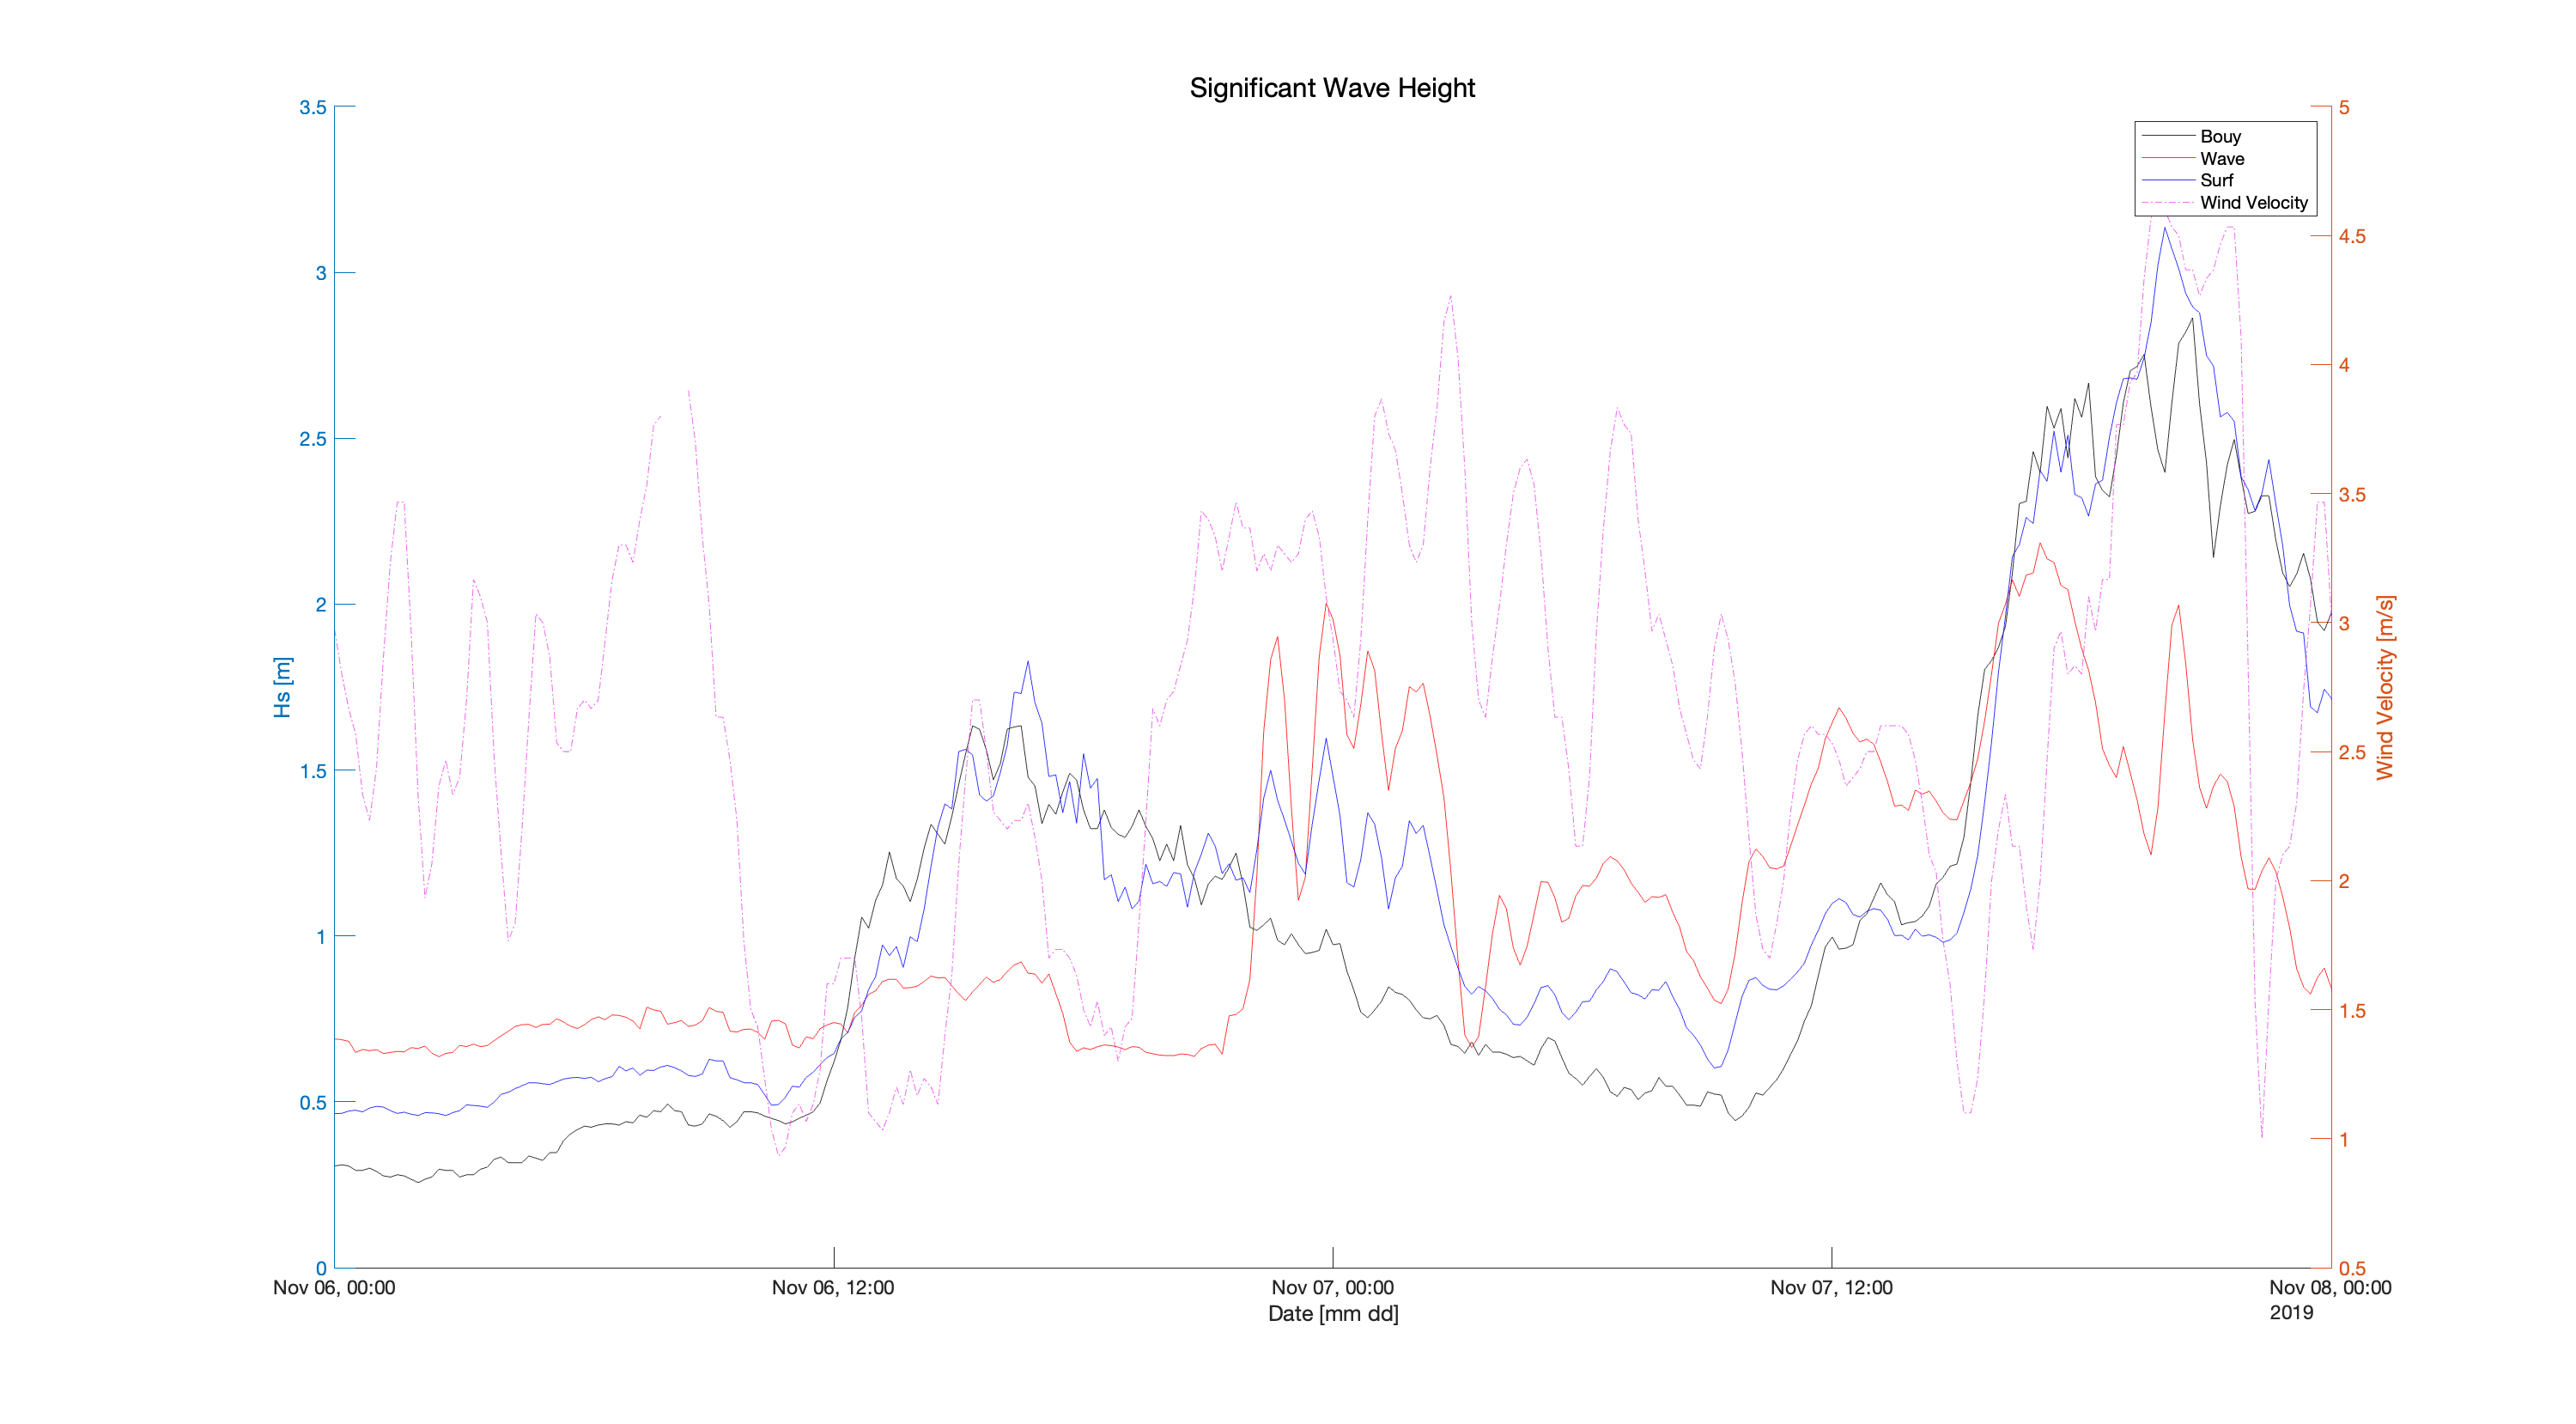 Significant Wave Height
3.5
3
2.5
2
1.5
1
0.5
0
Hs [m]
5
4.5
4
3.5
3
2.5
2
1.5
1
0.5
Wind Velocity [m/s]
Bouy
Wave
Surf
Wind Velocity
Nov 06, 00:00
Nov 06, 12:00
Nov 07, 00:00
Nov 07, 12:00
Nov 08, 00:00
Date [mm dd]
2019